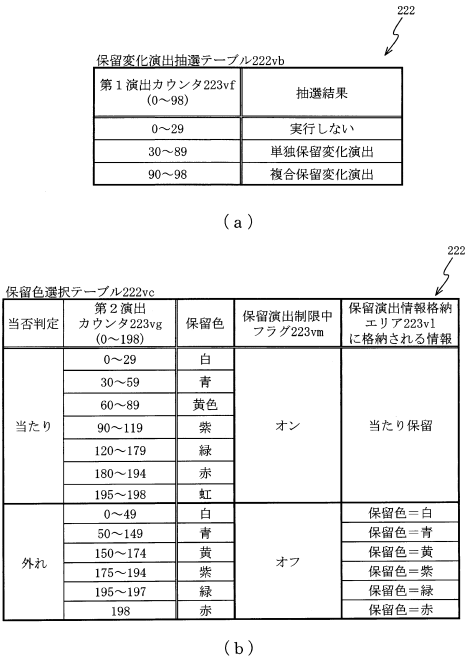 222
保留変化演出抽選テーブル222vb
第１演出カウンタ223vf
(0～98)
抽選結果
0～29 実行しない
30～89 単独保留変化演出
90～98 複合保留変化演出
(a)
222
保留色選択テーブル222vc
当否判定
第２演出
カウンタ223vg
(0～198)
保留色
保留演出制限中
フラグ223vm
保留演出情報格納
エリア223vl
に格納される情報
当たり
0～29 白
30～59 青
60～89 黄色
90～119 紫
120～179 緑
180～194 赤
195～198 虹
オン
当たり保留
外れ
0～49 白
50～149 青
150～174 黄
175～194 紫
195～197 緑
198 赤
オフ
保留色＝白
保留色＝青
保留色＝黄
保留色＝紫
保留色＝緑
保留色＝赤
(b)